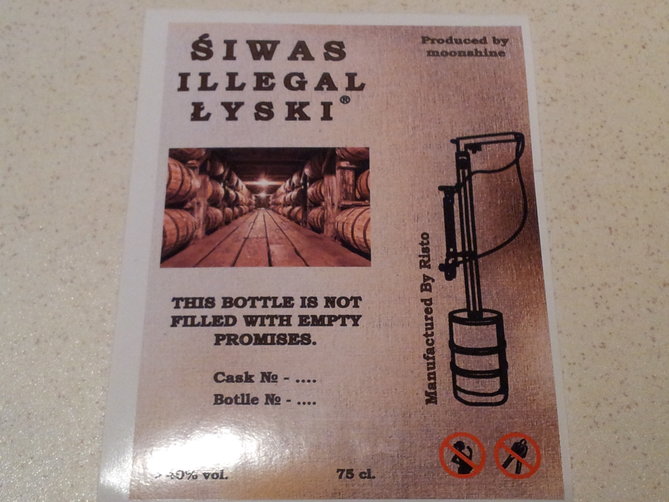 ŚIWAS
ILLEGAL
ŁYSKI®
Produced by
moonshine
Manufactured By Risto
THIS BOTTLE IS NOT
FILLED WITH EMPTY
PROMISES.
Cask № - ....
Botlle № - ....
vol.
75 cl.